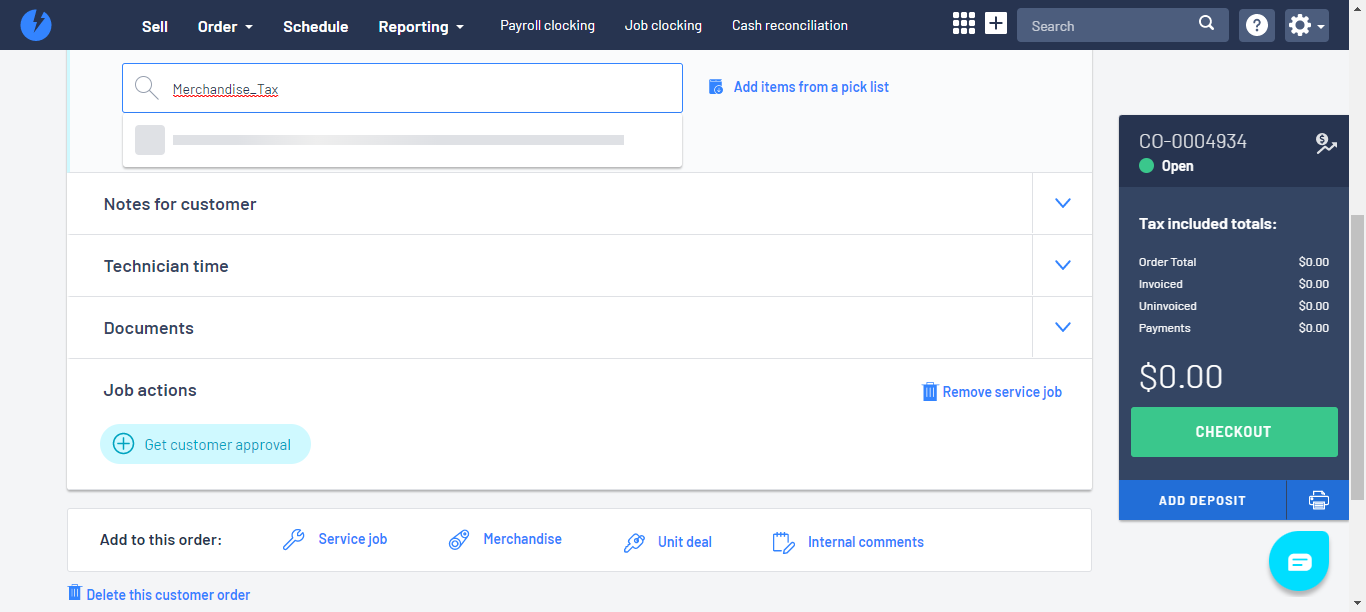 Sell Order Schedule Reporting Payroll clocking Job clocking Cash reconciliation Search
Merchandise_Tax
Add items from a pick list
CO-0004934
Open
Notes for customer
Tax included totals:
Technician time
Order Total $0.00
Invoiced $0.00
Uninvoiced $0.00
Documents
Payments $0.00
$0.00
Job actions
Remove service job
CHECKOUT
Get customer approval
ADD DEPOSIT
Add to this order: Service job Merchandise Unit deal Internal comments
Delete this customer order